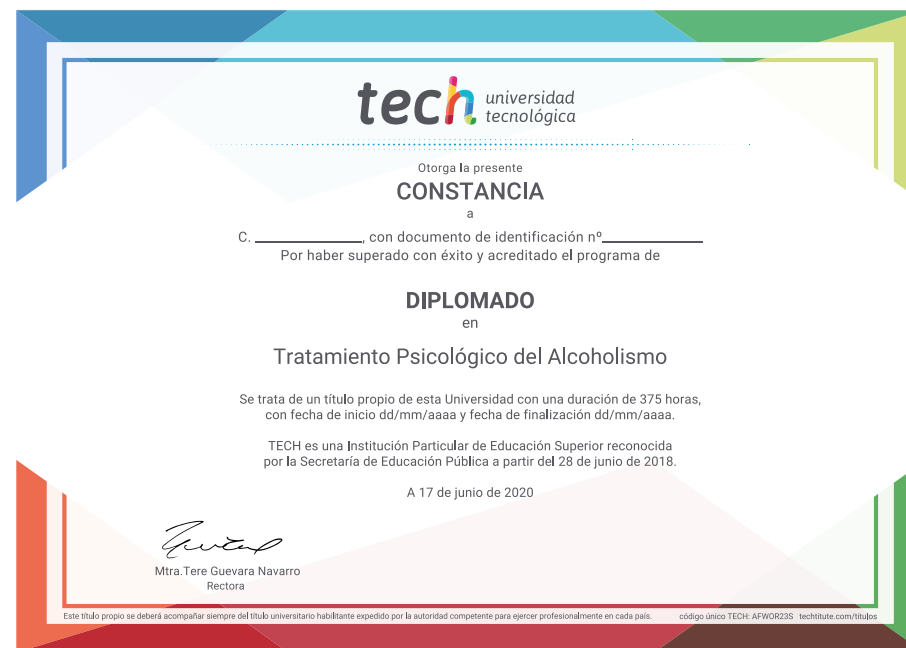 tech universidad
tecnológica
Otorga la presente
CONSTANCIA
a
C. ______________, con documento de identificación nº_____________
Por haber superado con éxito y acreditado el programa de
DIPLOMADO
en
Tratamiento Psicológico del Alcoholismo
Se trata de un título propio de esta Universidad con una duración de 375 horas,
con fecha de inicio dd/mm/aaaa y fecha de finalización dd/mm/aaaa.
TECH es una Institución Particular de Educación Superior reconocida
por la Secretaría de Educación Pública a partir del 28 de junio de 2018.
A 17 de junio de 2020
Mtra.Tere Guevara Navarro
Rectora
Este título propio se deberá acompañar siempre del título universitario habilitante expedido por la autoridad competente para ejercer profesionalmente en cada país. código único TECH: AFWOR23S techtitute.com/titulos